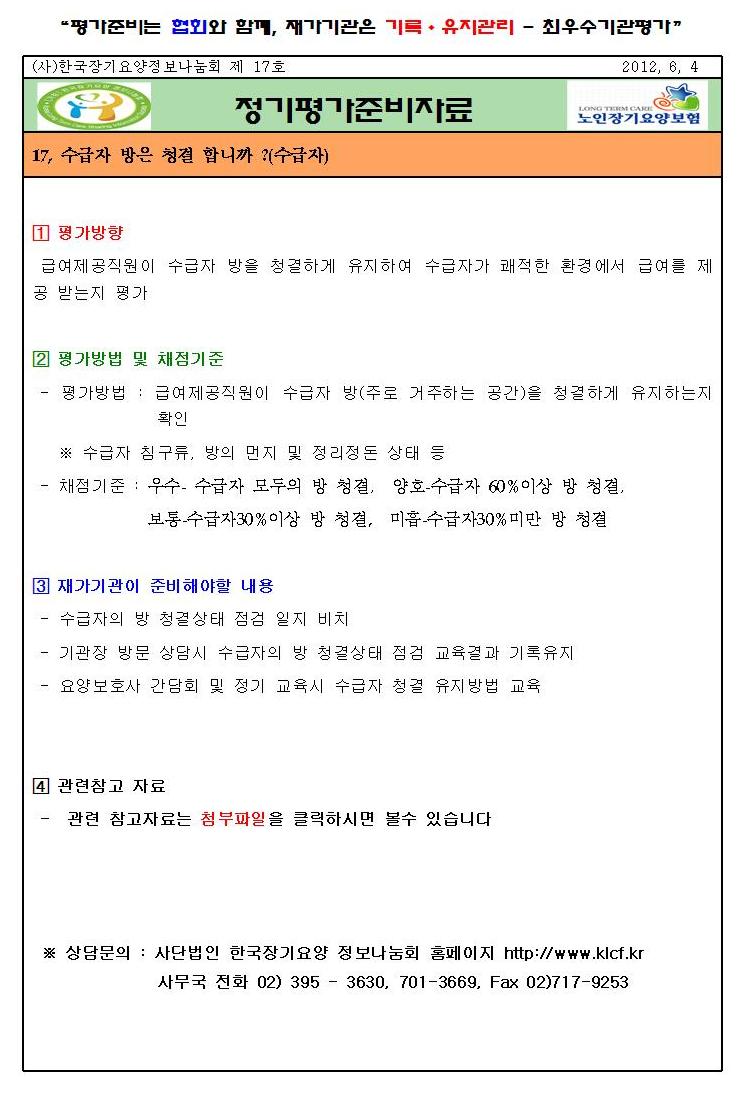 “평가준비는 협회와 함께, 재가기관은 기록·유지관리 - 최우수기관평가”
(사)한국장기요양정보나눔회 제 17호 2012, 6, 4
정기평가준비자료
LONG TERM CARE
노인장기요양보험
17, 수급자 방은 청결 합니까 ?(수급자)
1 평가방향
급여제공직원이 수급자 방을 청결하게 유지하여 수급자가 쾌적한 환경에서 급여를 제
공 받는지 평가
2 평가방법 및 채점기준
- 평가방법 : 급여제공직원이 수급자 방(주로 거주하는 공간)을 청결하게 유지하는지
확인
※ 수급자 침구류, 방의 먼지 및 정리정돈 상태 등
- 채점기준 : 우수- 수급자 모두의 방 청결, 양호-수급자 60%이상 방 청결,
보통-수급자30%이상 방 청결, 미흡-수급자30%미만 방 청결
3 재가기관이 준비해야할 내용
- 수급자의 방 청결상태 점검 일지 비치
- 기관장 방문 상담시 수급자의 방 청결상태 점검 교육결과 기록유지
- 요양보호사 간담회 및 정기 교육시 수급자 청결 유지방법 교육
4 관련참고 자료
- 관련 참고자료는 첨부파일을 클릭하시면 볼수 있습니다
※ 상담문의 : 사단법인 한국장기요양 정보나눔회 홈페이지 http://www.klcf.kr
사무국 전화 02) 395 - 3630, 701-3669, Fax 02)717-9253